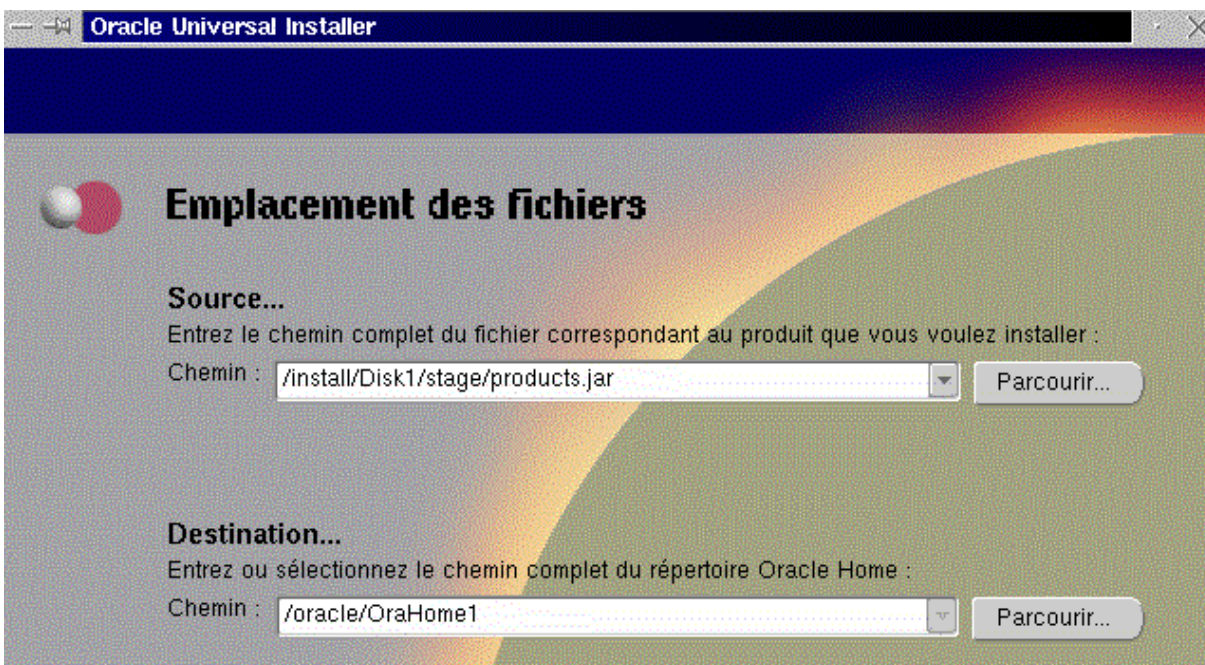 Oracle Universal Installer
Emplacement des fichiers
Source...
Entrez le chemin complet du fichier correspondant au produit que vous voulez installer :
Chemin : /install/Disk1/stage/products.jar Parcourir...
Destination...
Entrez ou sélectionnez le chemin complet du répertoire Oracle Home :
Chemin : /oracle/OraHome1 Parcourir...